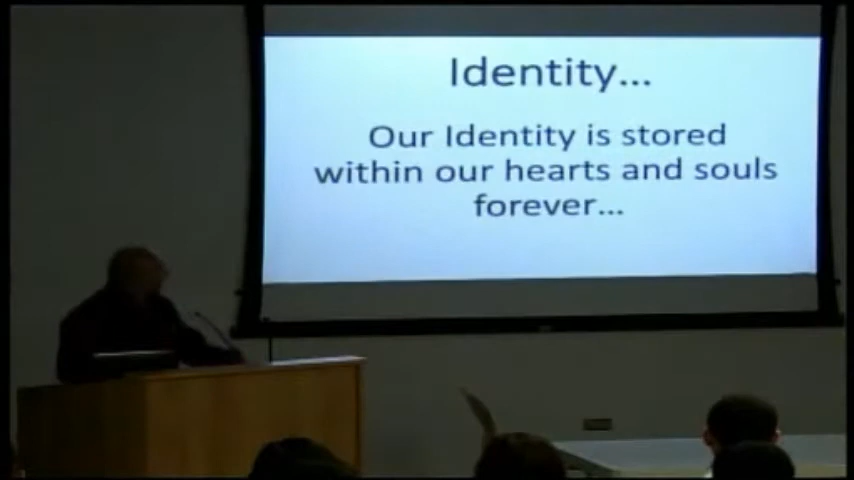 Identity...
Our Identity is stored
within our hearts and souls
forever...